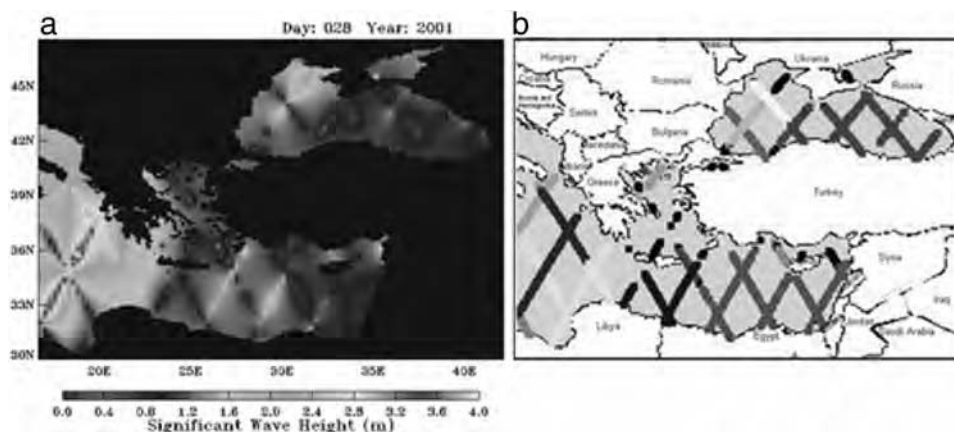 a
Day: 028 Year: 2001
45N
42N
39N
36N
33N
30N
20E 25E 30E 35E 40E
0.0 0.4 0.8 1.2 1.6 2.0 2.4 2.8 3.2 3.6 4.0
Significant Wave Height (m)
b
Hungary
Ukraine
Romania
Russia
Serbia
Bulgaria
Greece
Turkey
Syria
Iraq
Jordan
Libya
Egypt
Saudi Arabia